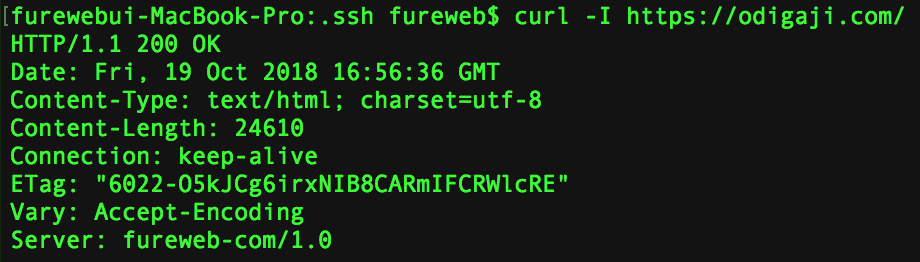 [furewebui-MacBook-Pro:.ssh fureweb$ curl -I https://odigaji.com/
HTTP/1.1 200 OK
Date: Fri, 19 Oct 2018 16:56:36 GMT
Content-Type: text/html; charset=utf-8
Content-Length: 24610
Connection: keep-alive
ETag: "6022-O5kJCg6irxNIB8CARmIFCRWlcRE"
Vary: Accept-Encoding
Server: fureweb-com/1.0